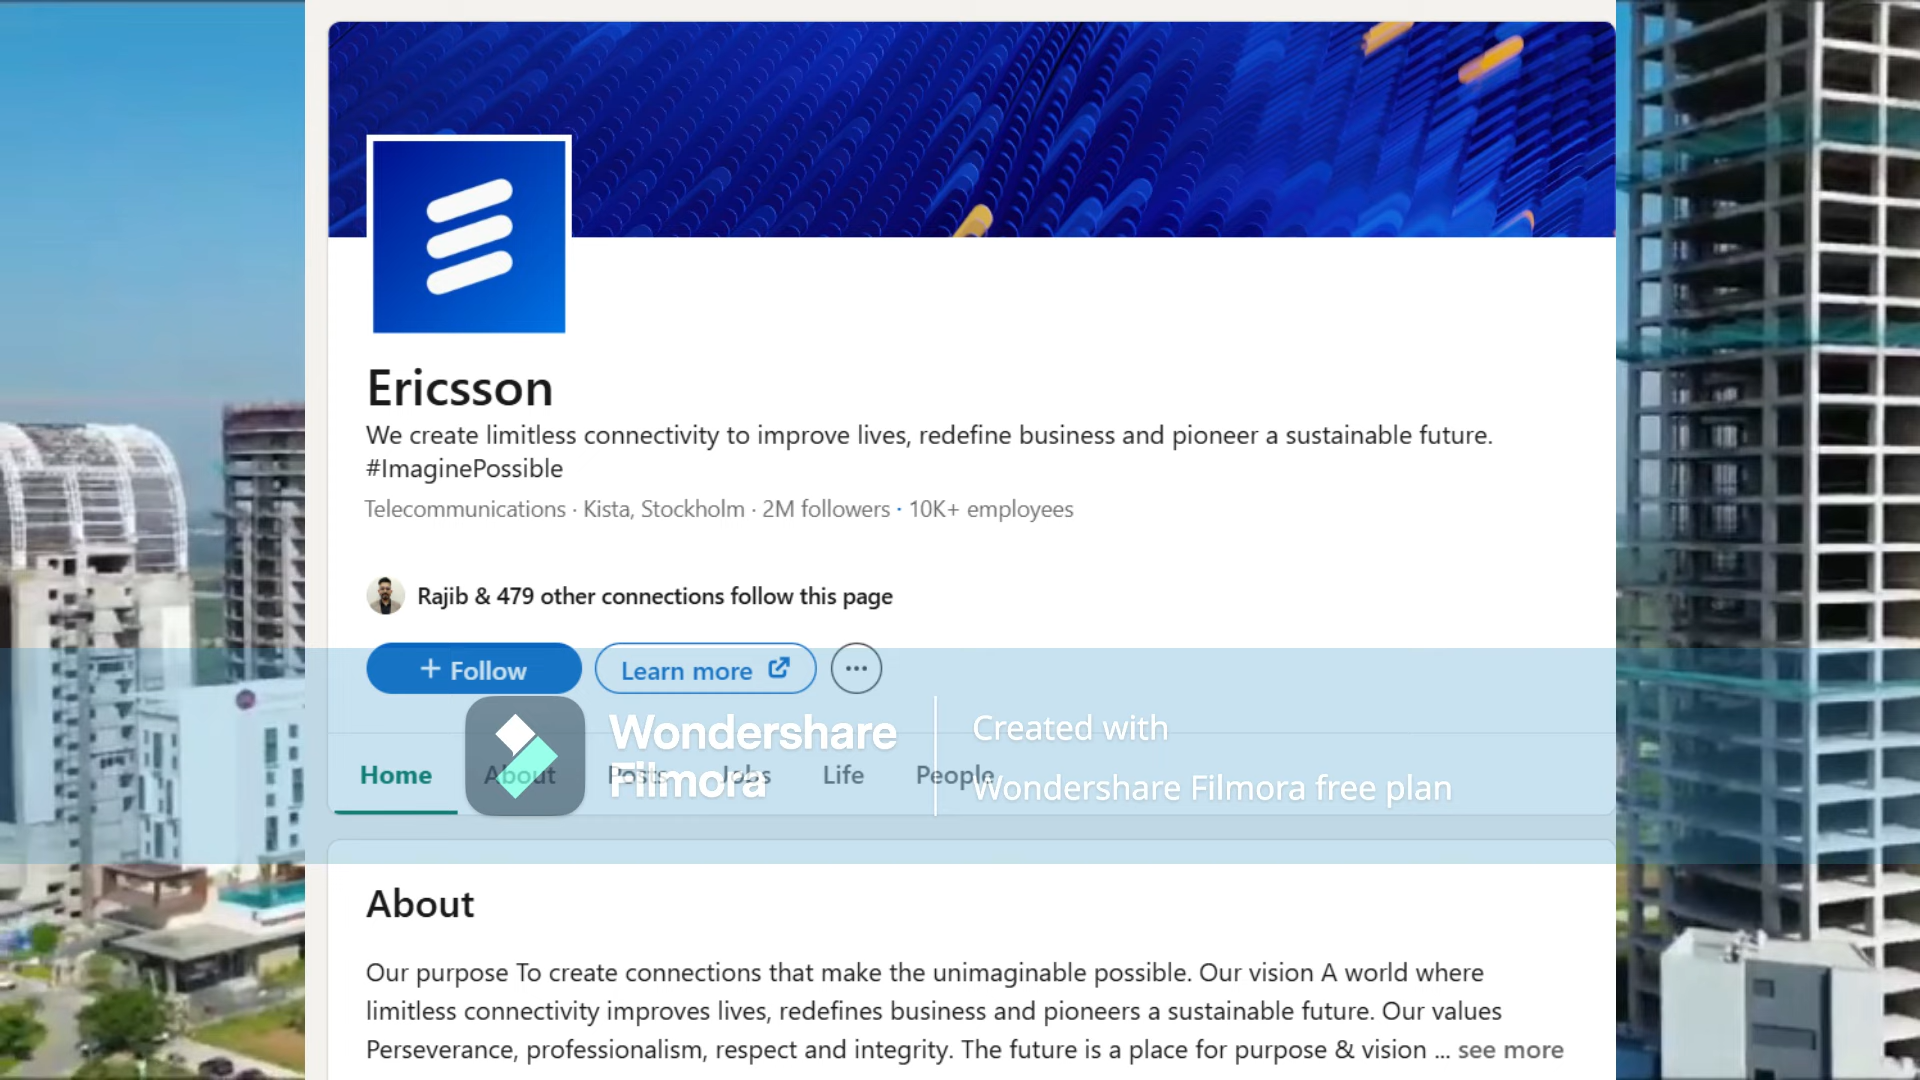 Ericsson
We create limitless connectivity to improve lives, redefine business and pioneer a sustainable future.
#ImaginePossible
Telecommunications · Kista, Stockholm · 2M followers · 10K+ employees
Rajib & 479 other connections follow this page
+ Follow
Learn more
Wondershare
Filmora
Created with
Wondershare Filmora free plan
Home About Posts Jobs Life People
About
Our purpose To create connections that make the unimaginable possible. Our vision A world where
limitless connectivity improves lives, redefines business and pioneers a sustainable future. Our values
Perseverance, professionalism, respect and integrity. The future is a place for purpose & vision ... see more